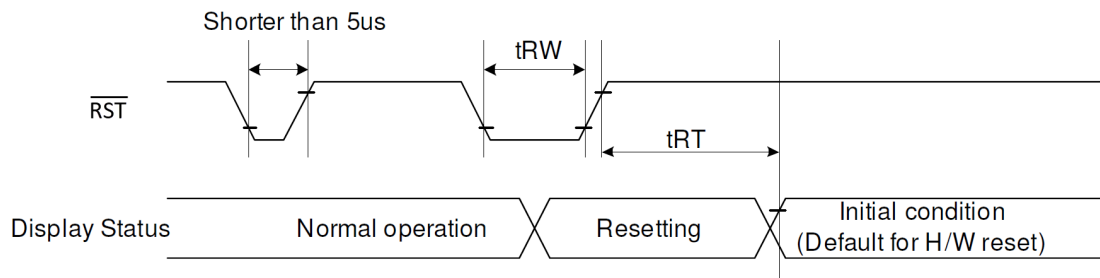 Shorter than 5us
tRW
RST
tRT
Display Status
Normal operation
Resetting
Initial condition
(Default for H/W reset)